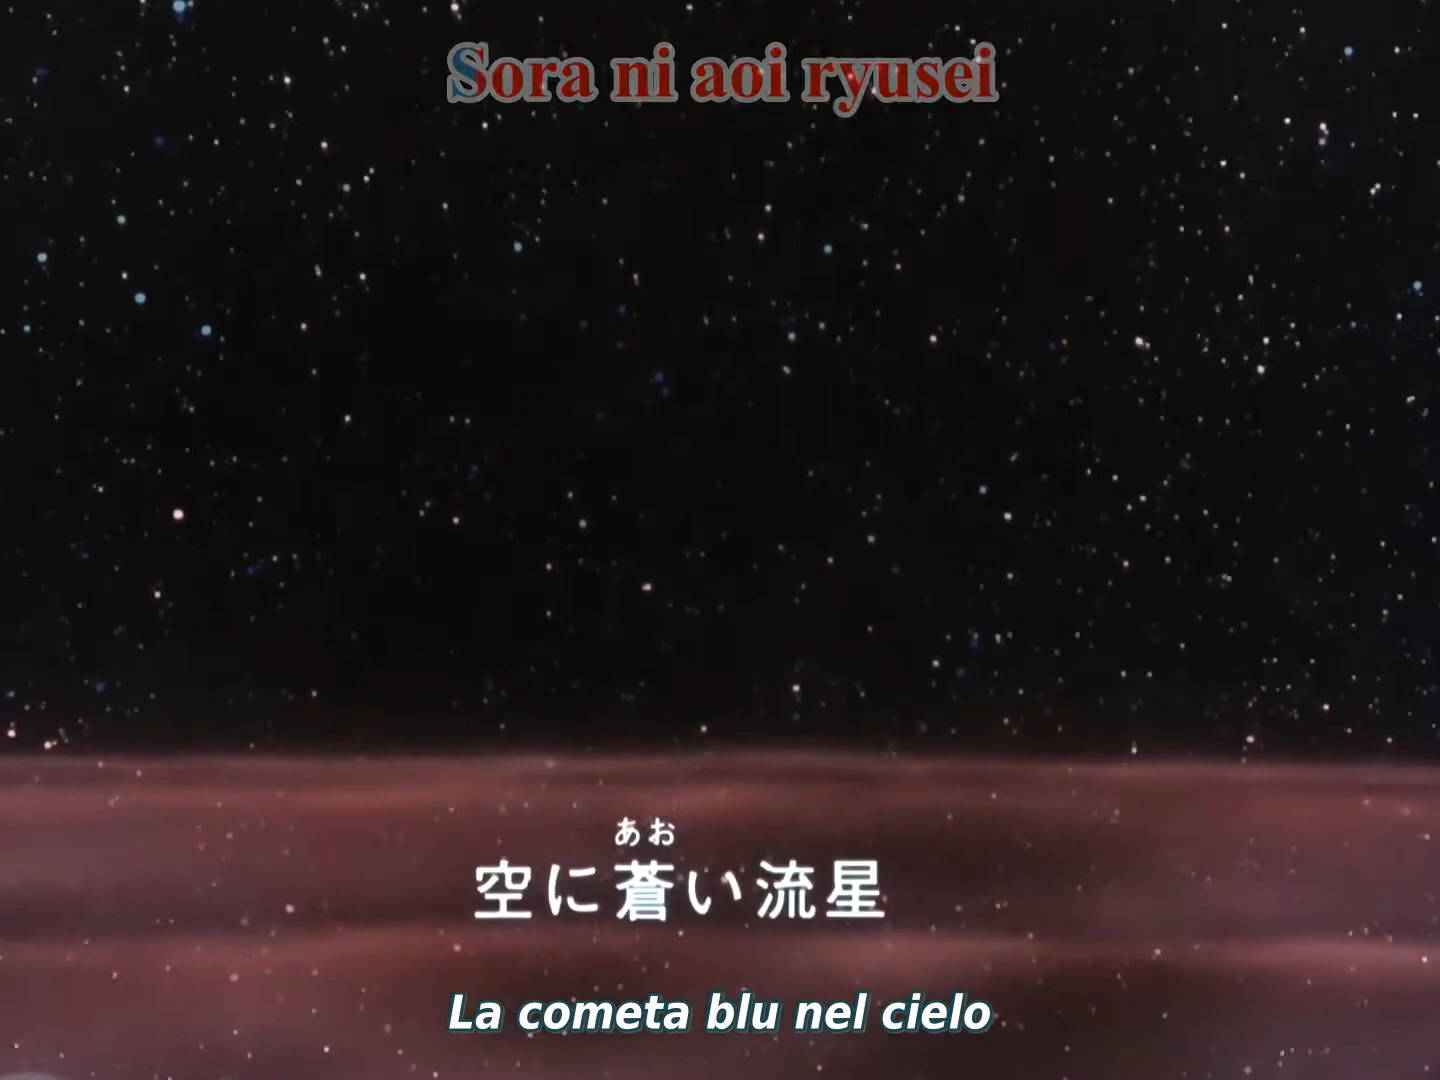 Sora ni aoi ryusei
あお
空に蒼い流星
La cometa blu nel cielo